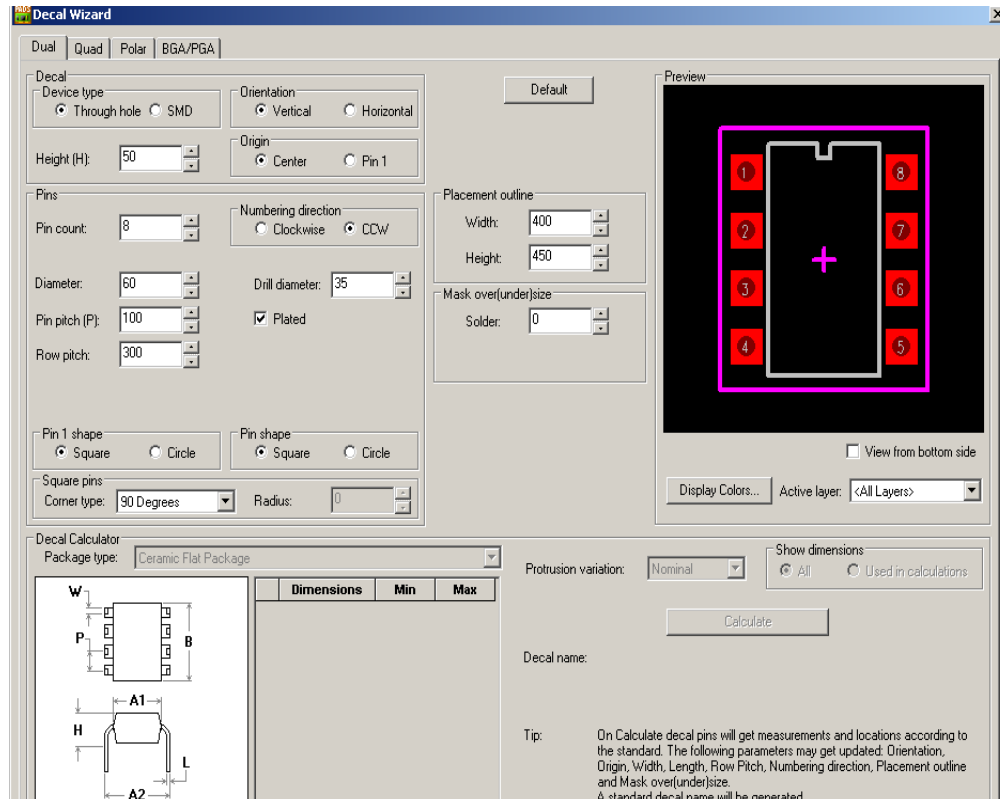 PADS
Decal Wizard
Dual Quad Polar BGA/PGA
Decal
Device type
Through hole SMD
Orientation
Vertical Horizontal
Height (H): 50
Origin
Center Pin 1
Default
Preview
1 8
2 7
3 6
4 5
Pins
Pin count: 8
Numbering direction
Clockwise CCW
Diameter: 60
Drill diameter: 35
Pin pitch (P): 100
Plated
Row pitch: 300
Placement outline
Width: 400
Height: 450
Mask over(under)size
Solder: 0
Pin 1 shape
Square Circle
Pin shape
Square Circle
Square pins
Corner type: 90 Degrees
Radius: 0
View from bottom side
Display Colors... Active layer: <All Layers>
Decal Calculator
Package type: Ceramic Flat Package
W
P
B
A1
H
L
A2
Dimensions Min Max
Protrusion variation: Nominal
Show dimensions
All Used in calculations
Calculate
Decal name:
Tip: On Calculate decal pins will get measurements and locations according to
the standard. The following parameters may get updated: Orientation,
Origin, Width, Length, Row Pitch, Numbering direction, Placement outline
and Mask over(under)size.
A standard decal name will be generated